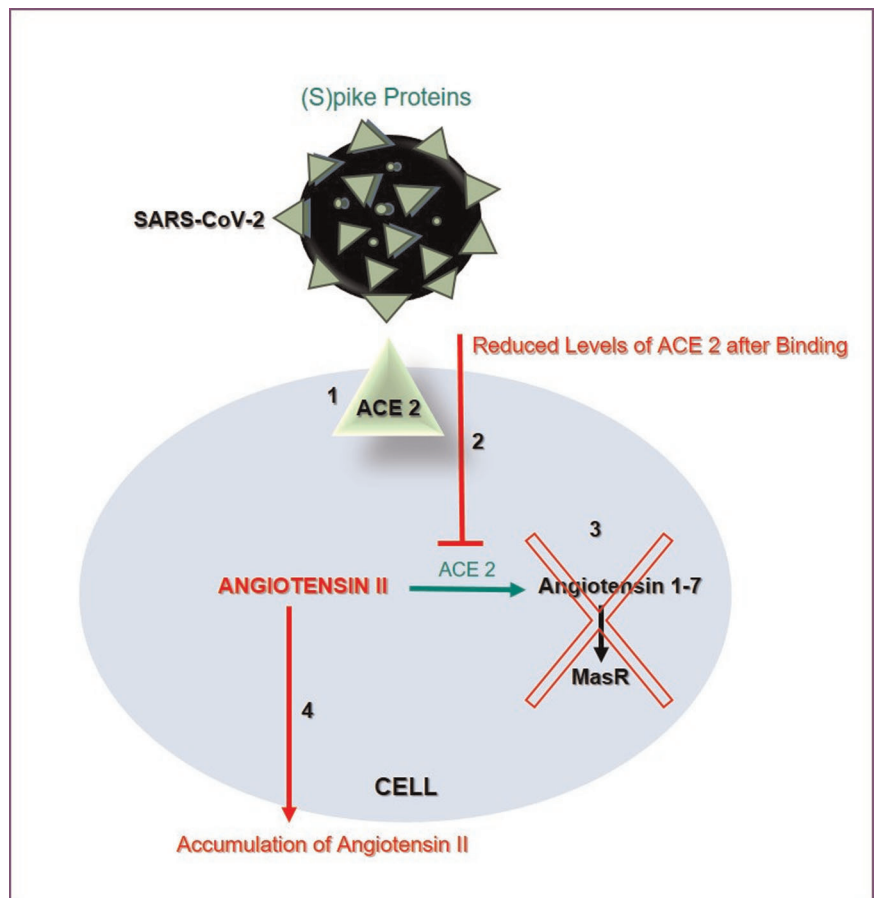 (S)pike Proteins
SARS-CoV-2
Reduced Levels of ACE 2 after Binding
1
ACE 2
2
3
ACE 2
ANGIOTENSIN II
Angiotensin 1-7
MasR
4
CELL
Accumulation of Angiotensin II